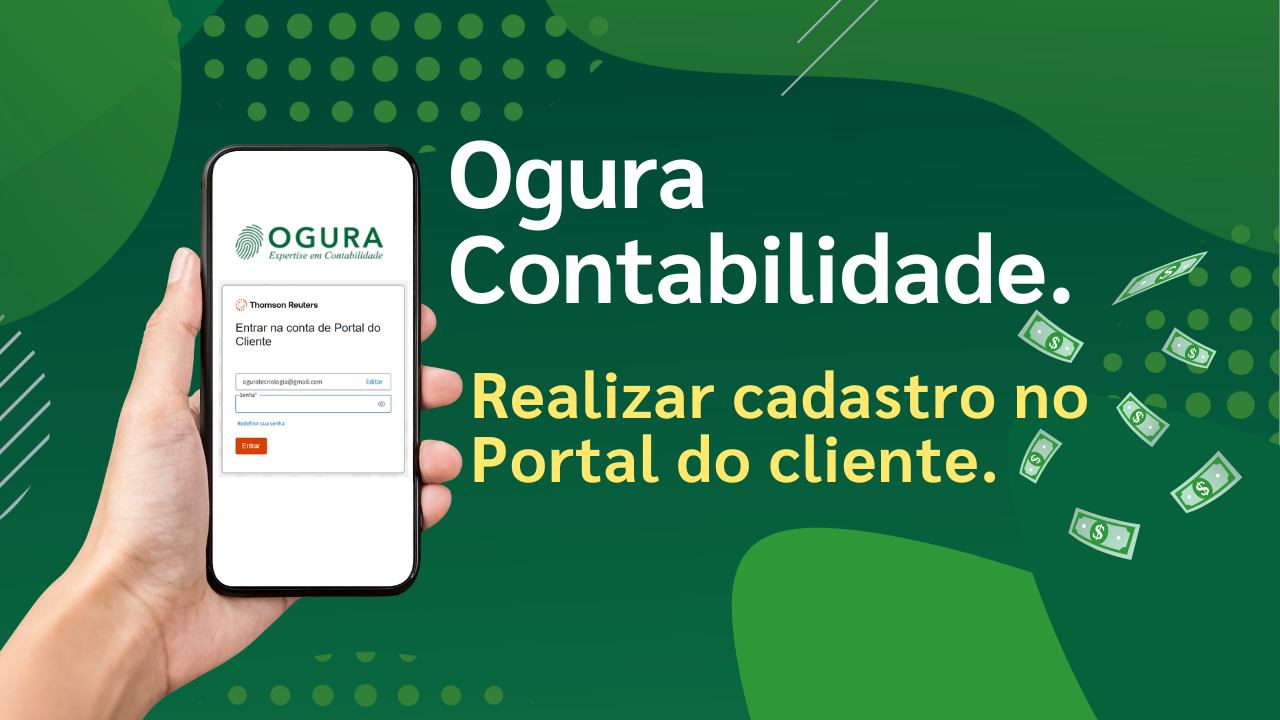 Ogura
Contabilidade.
Realizar cadastro no
Portal do cliente.
OGURA
Expertise em Contabilidade
Thomson Reuters
Entrar na conta de Portal do
Cliente
oguratecnologia@gmail.com Editar
Senha*
Redefinir sua senha
Entrar